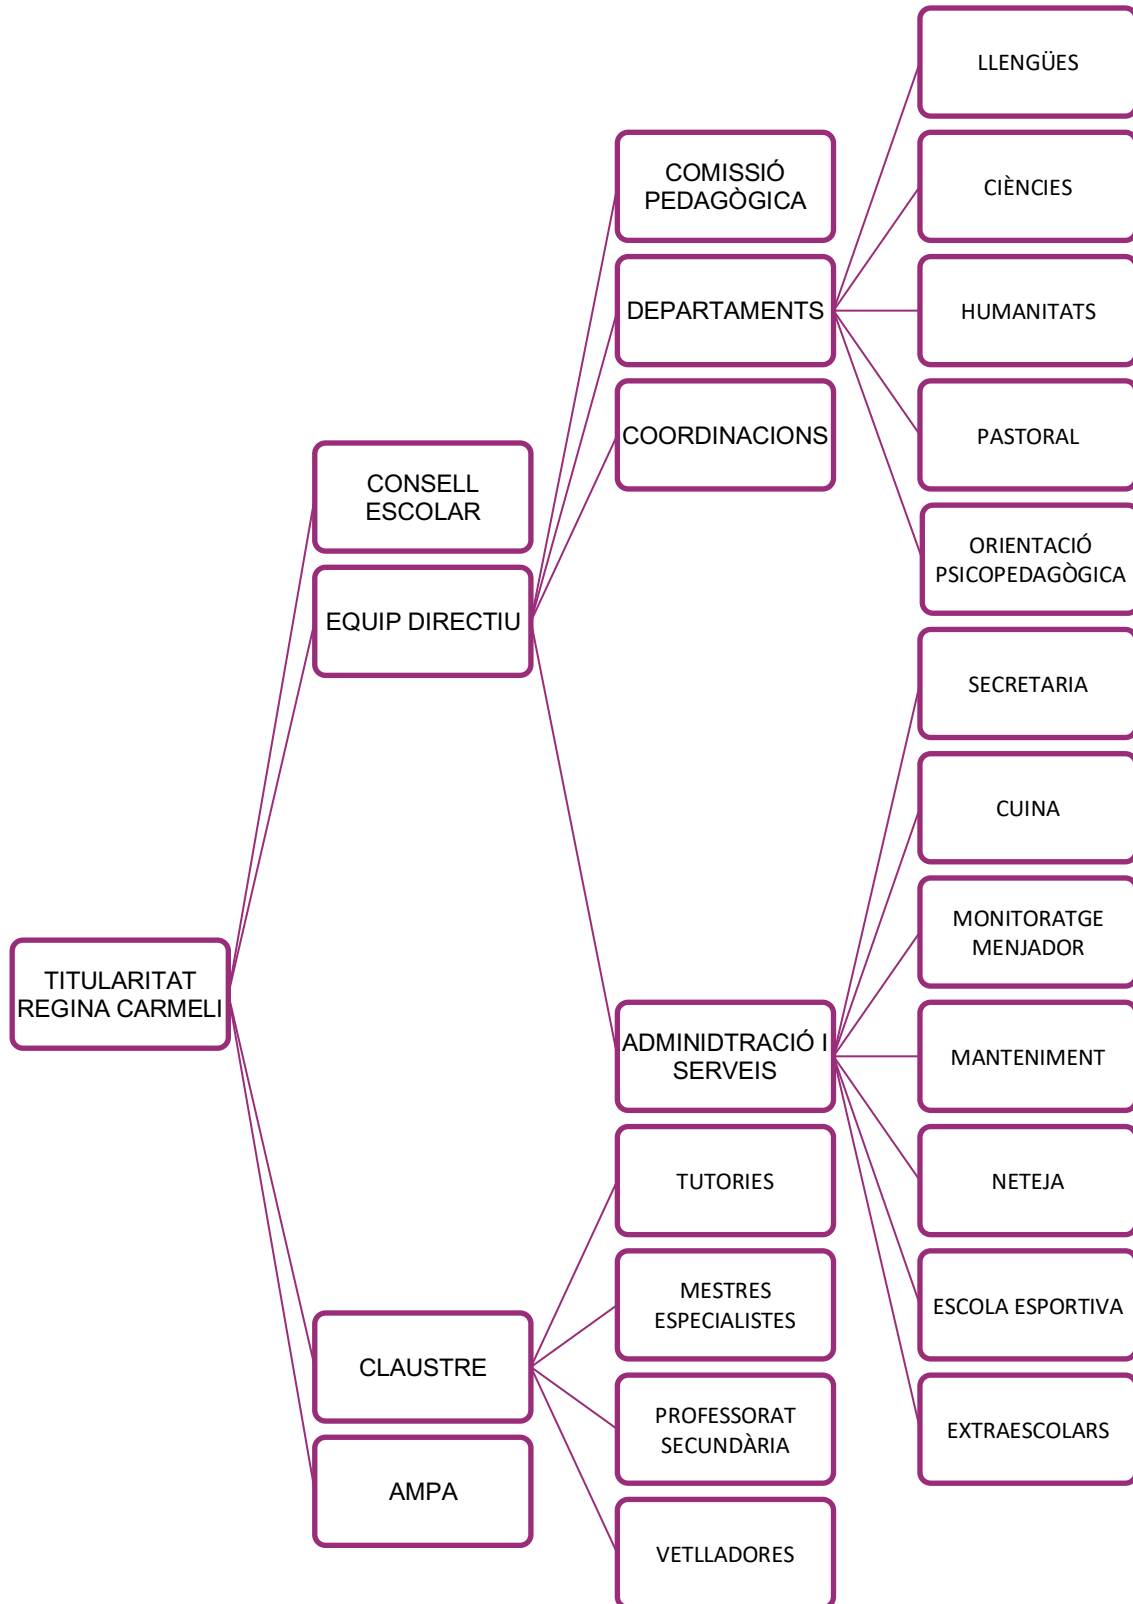 LLENGÜES
COMISSIÓ
PEDAGÒGICA
CIÈNCIES
DEPARTAMENTS
HUMANITATS
COORDINACIONS
PASTORAL
CONSELL
ESCOLAR
ORIENTACIÓ
PSICOPEDAGÒGICA
EQUIP DIRECTIU
SECRETARIA
CUINA
MONITORATGE
MENJADOR
TITULARITAT
REGINA CARMELI
ADMINIDTRACIÓ I
SERVEIS
MANTENIMENT
TUTORIES
NETEJA
MESTRES
ESPECIALISTES
ESCOLA ESPORTIVA
CLAUSTRE
PROFESSORAT
SECUNDÀRIA
EXTRAESCOLARS
AMPA
VETLLADORES